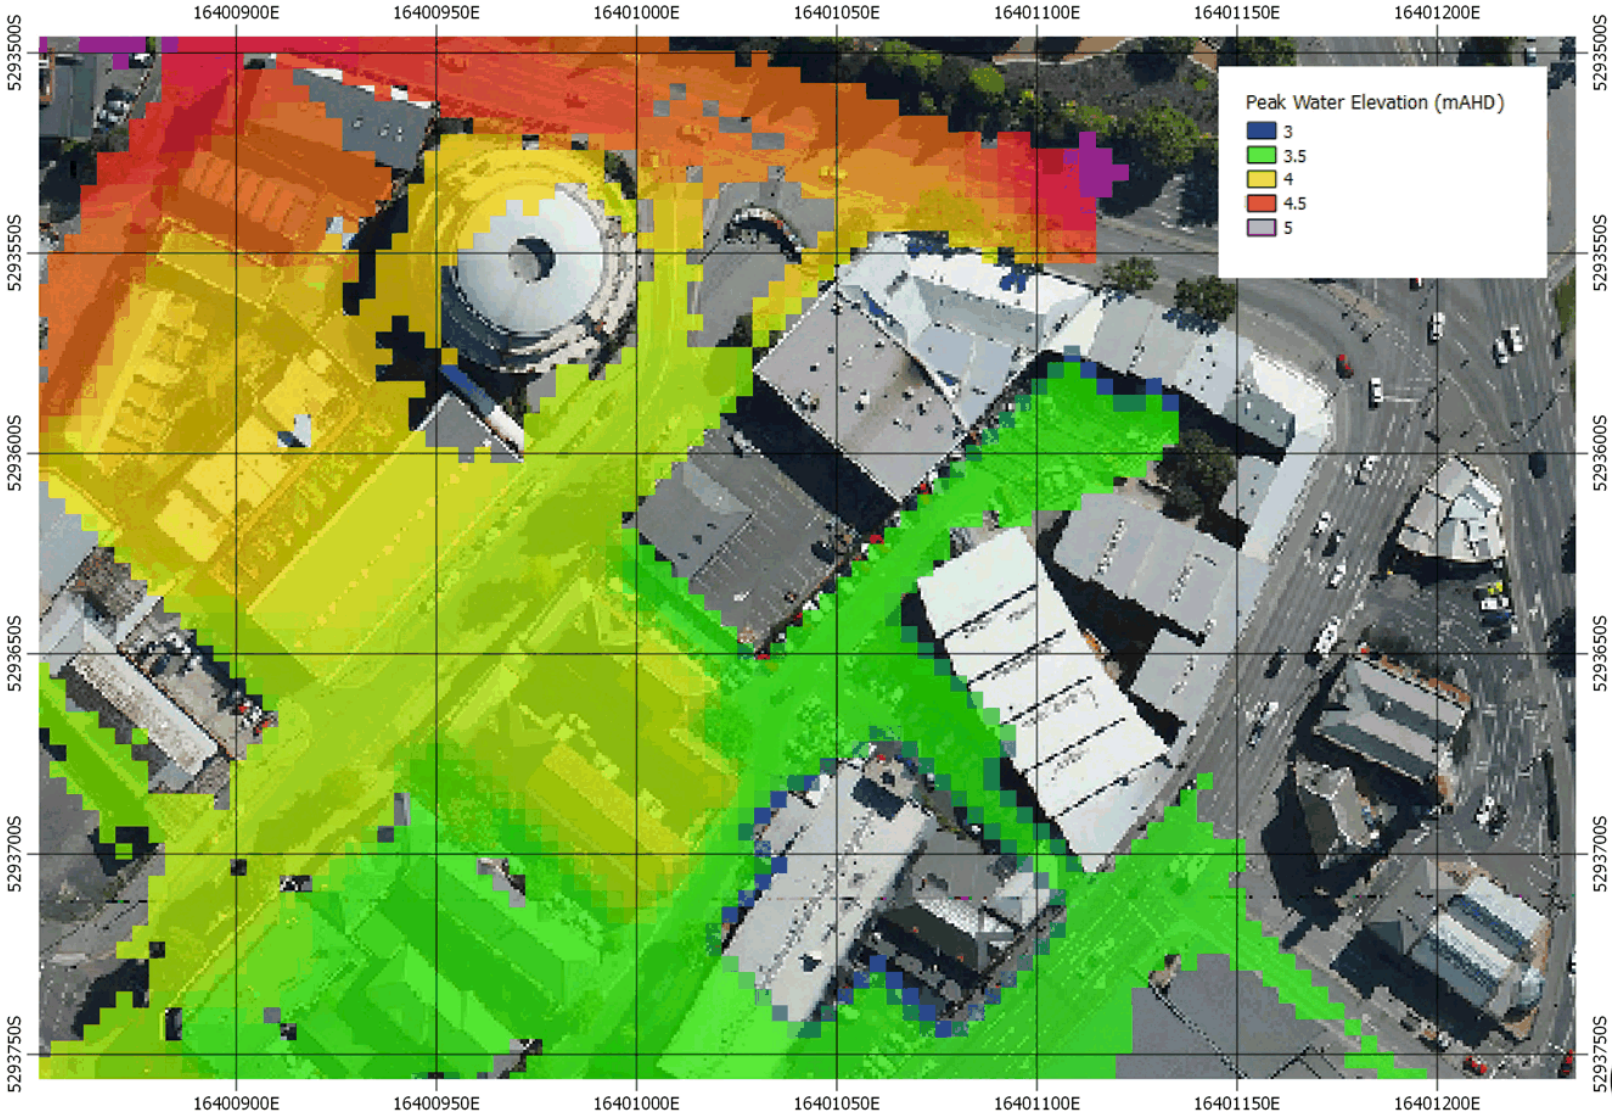 16400900E 16400950E 16401000E 16401050E 16401100E 16401150E 16401200E
5293500S 5293500S
Peak Water Elevation (mAHD)
3
3.5
4
4.5
5
5293550S 5293550S
5293600S 5293600S
5293650S 5293650S
5293700S 5293700S
5293750S 5293750S
16400900E 16400950E 16401000E 16401050E 16401100E 16401150E 16401200E